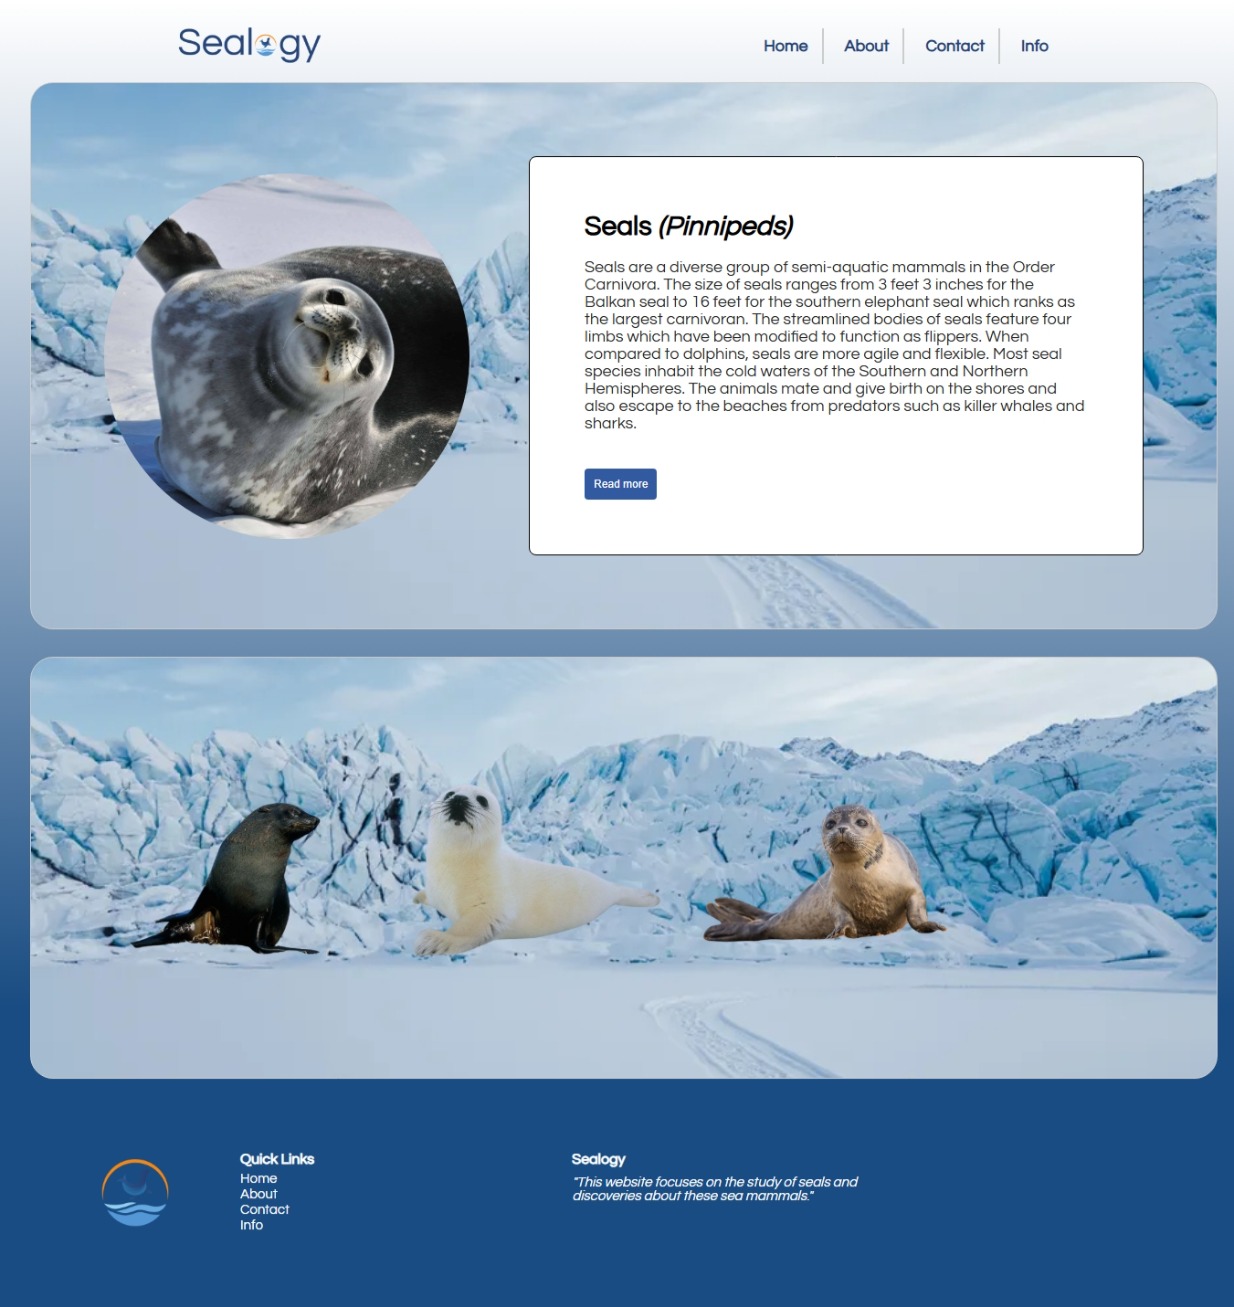 Sealogy
Home
About
Contact
Info
Seals (Pinnipeds)
Seals are a diverse group of semi-aquatic mammals in the Order
Carnivora. The size of seals ranges from 3 feet 3 inches for the
Balkan seal to 16 feet for the southern elephant seal which ranks as
the largest carnivoran. The streamlined bodies of seals feature four
limbs which have been modified to function as flippers. When
compared to dolphins, seals are more agile and flexible. Most seal
species inhabit the cold waters of the Southern and Northern
Hemispheres. The animals mate and give birth on the shores and
also escape to the beaches from predators such as killer whales and
sharks.
Read more
Quick Links
Home
About
Contact
Info
Sealogy
"This website focuses on the study of seals and
discoveries about these sea mammals."